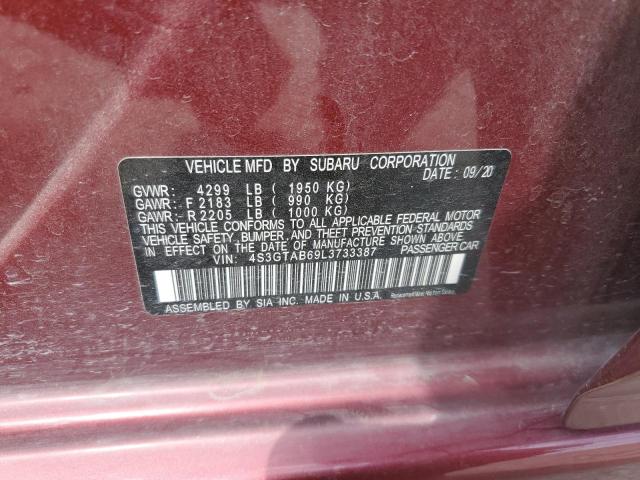 VEHICLE MFD BY SUBARU CORPORATION
DATE: 09/20
GVWR: 4299 LB ( 1950 KG)
GAWR: F 2183 LB ( 990 KG)
GAWR: R 2205 LB ( 1000 KG)
THIS VEHICLE CONFORMS TO ALL APPLICABLE FEDERAL MOTOR
VEHICLE SAFETY, BUMPER, AND THEFT PREVENTION STANDARDS
IN EFFECT ON THE DATE OF MANUFACTURE SHOWN ABOVE.
VIN: 4S3GTAB69L3733387 PASSENGER CAR
ASSEMBLED BY SIA INC. MADE IN U.S.A.